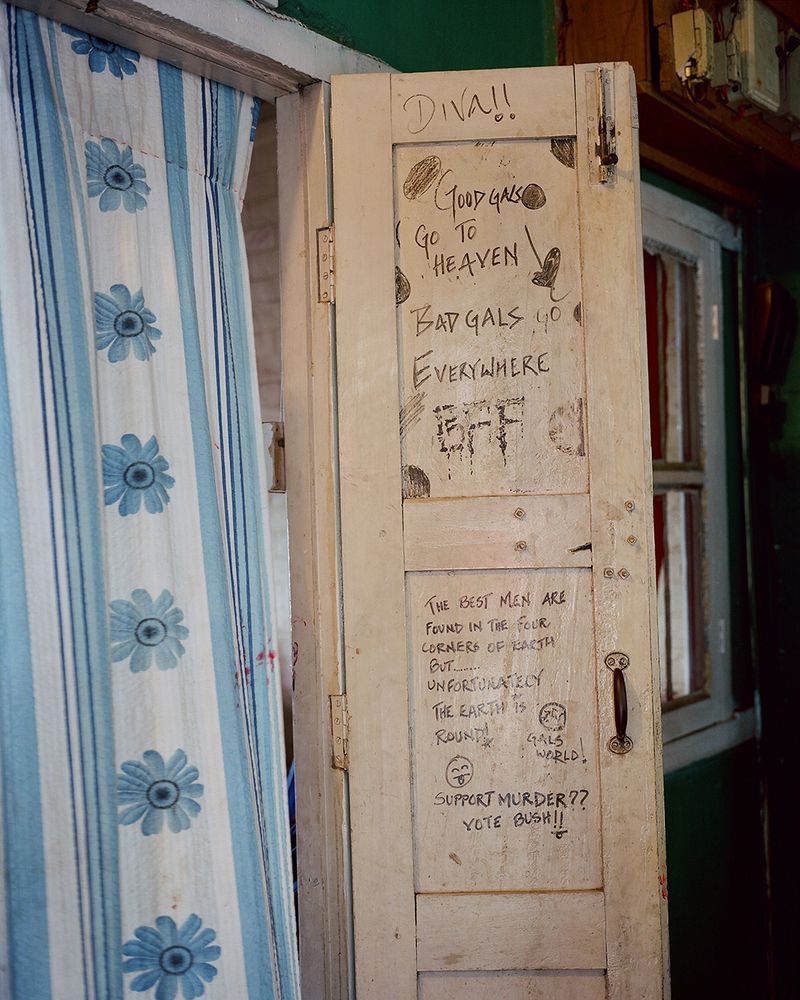 DIVA!!
GOOD GALS
GO TO
HEAVEN
BAD GALS GO
EVERYWHERE
BFF
THE BEST MEN ARE
FOUND IN THE FOUR
CORNERS OF EARTH
BUT.......
UNFORTUNATELY
THE EARTH IS
ROUND!
GALS
WORLD!
SUPPORT MURDER??
VOTE BUSH!!